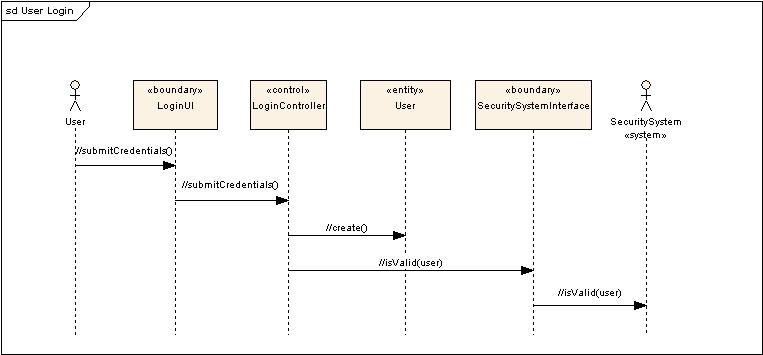 sd User Login
User
«boundary»
LoginUI
«control»
LoginController
«entity»
User
«boundary»
SecuritySystemInterface
SecuritySystem
«system»
//submitCredentials()
//submitCredentials()
//create()
//isValid(user)
//isValid(user)